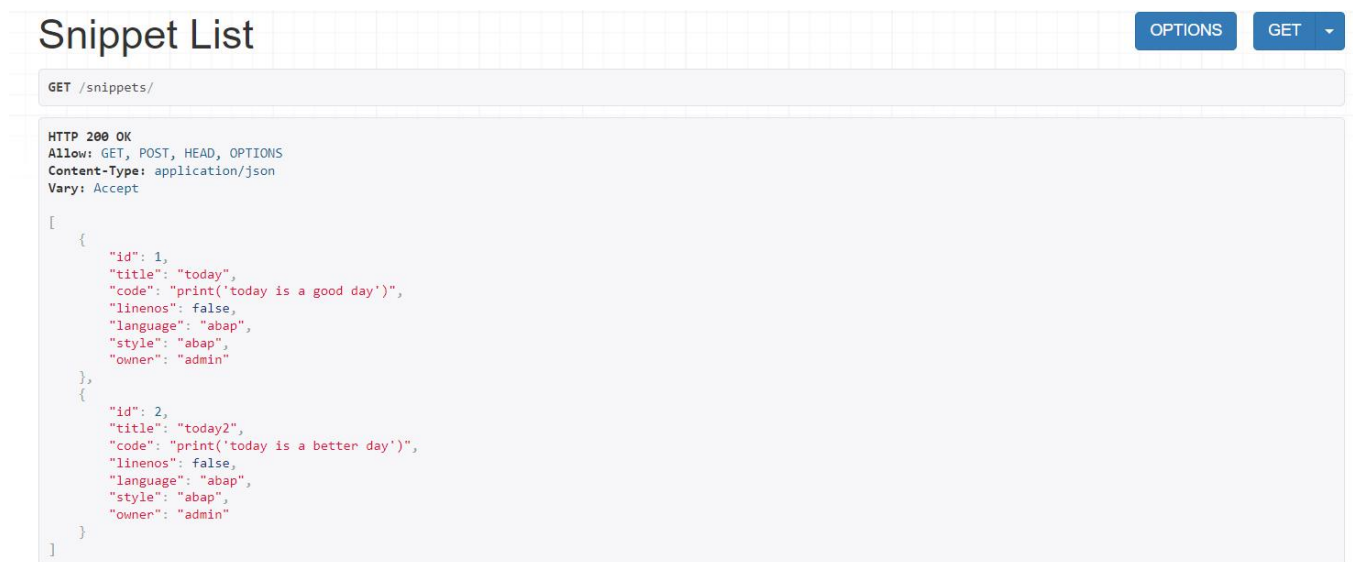 Snippet List
OPTIONS
GET
GET /snippets/
HTTP 200 OK
Allow: GET, POST, HEAD, OPTIONS
Content-Type: application/json
Vary: Accept
[
    {
        "id": 1,
        "title": "today",
        "code": "print('today is a good day')",
        "linenos": false,
        "language": "abap",
        "style": "abap",
        "owner": "admin"
    },
    {
        "id": 2,
        "title": "today2",
        "code": "print('today is a better day')",
        "linenos": false,
        "language": "abap",
        "style": "abap",
        "owner": "admin"
    }
]